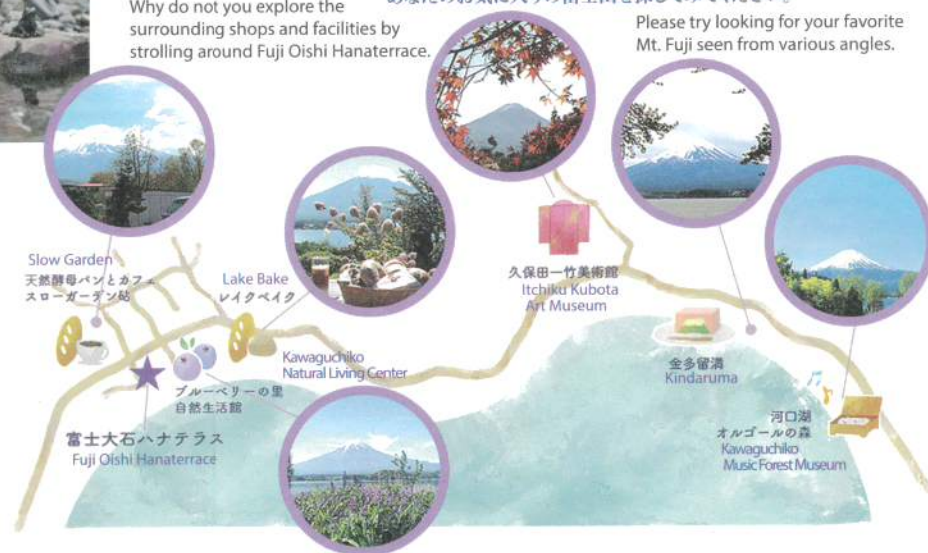 Why do not you explore the
surrounding shops and facilities by
strolling around Fuji Oishi Hanaterrace.
Please try looking for your favorite
Mt. Fuji seen from various angles.
Slow Garden
天然酵母パンとカフェ
スローガーデン砧
Lake Bake
レイクベイク
Kawaguchiko
Natural Living Center
ブルーベリーの里
自然生活館
富士大石ハナテラス
Fuji Oishi Hanaterrace
久保田一竹美術館
Itchiku Kubota
Art Museum
金多留満
Kindaruma
河口湖
オルゴールの森
Kawaguchiko
Music Forest Museum